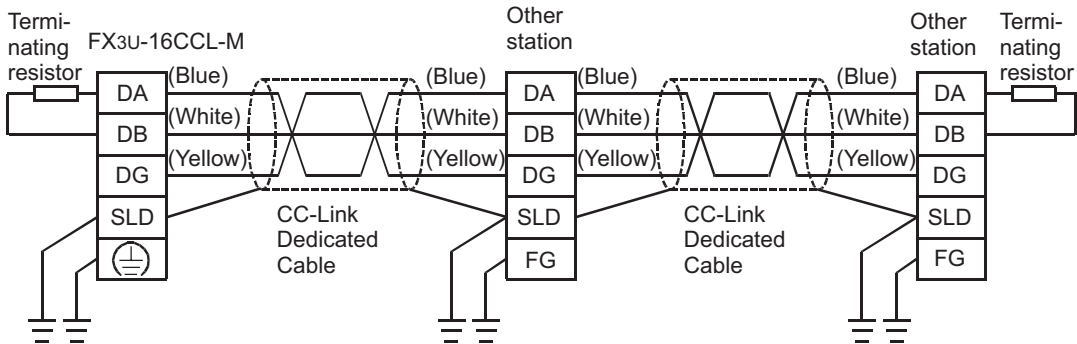 Termi-
nating
resistor
FX3U-16CCL-M
Other
station
Other
station
Termi-
nating
resistor
DA
(Blue)
(Blue)
DA
(Blue)
(Blue)
DA
DB
(White)
(White)
DB
(White)
(White)
DB
DG
(Yellow)
(Yellow)
DG
(Yellow)
(Yellow)
DG
SLD
SLD
SLD
CC-Link
Dedicated
Cable
CC-Link
Dedicated
Cable
FG
FG